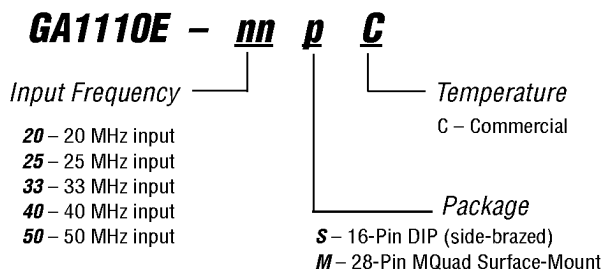 GA1110E – nn p C
Input Frequency
20 – 20 MHz input
25 – 25 MHz input
33 – 33 MHz input
40 – 40 MHz input
50 – 50 MHz input
Temperature
C – Commercial
Package
S – 16-Pin DIP (side-brazed)
M – 28-Pin MQuad Surface-Mount